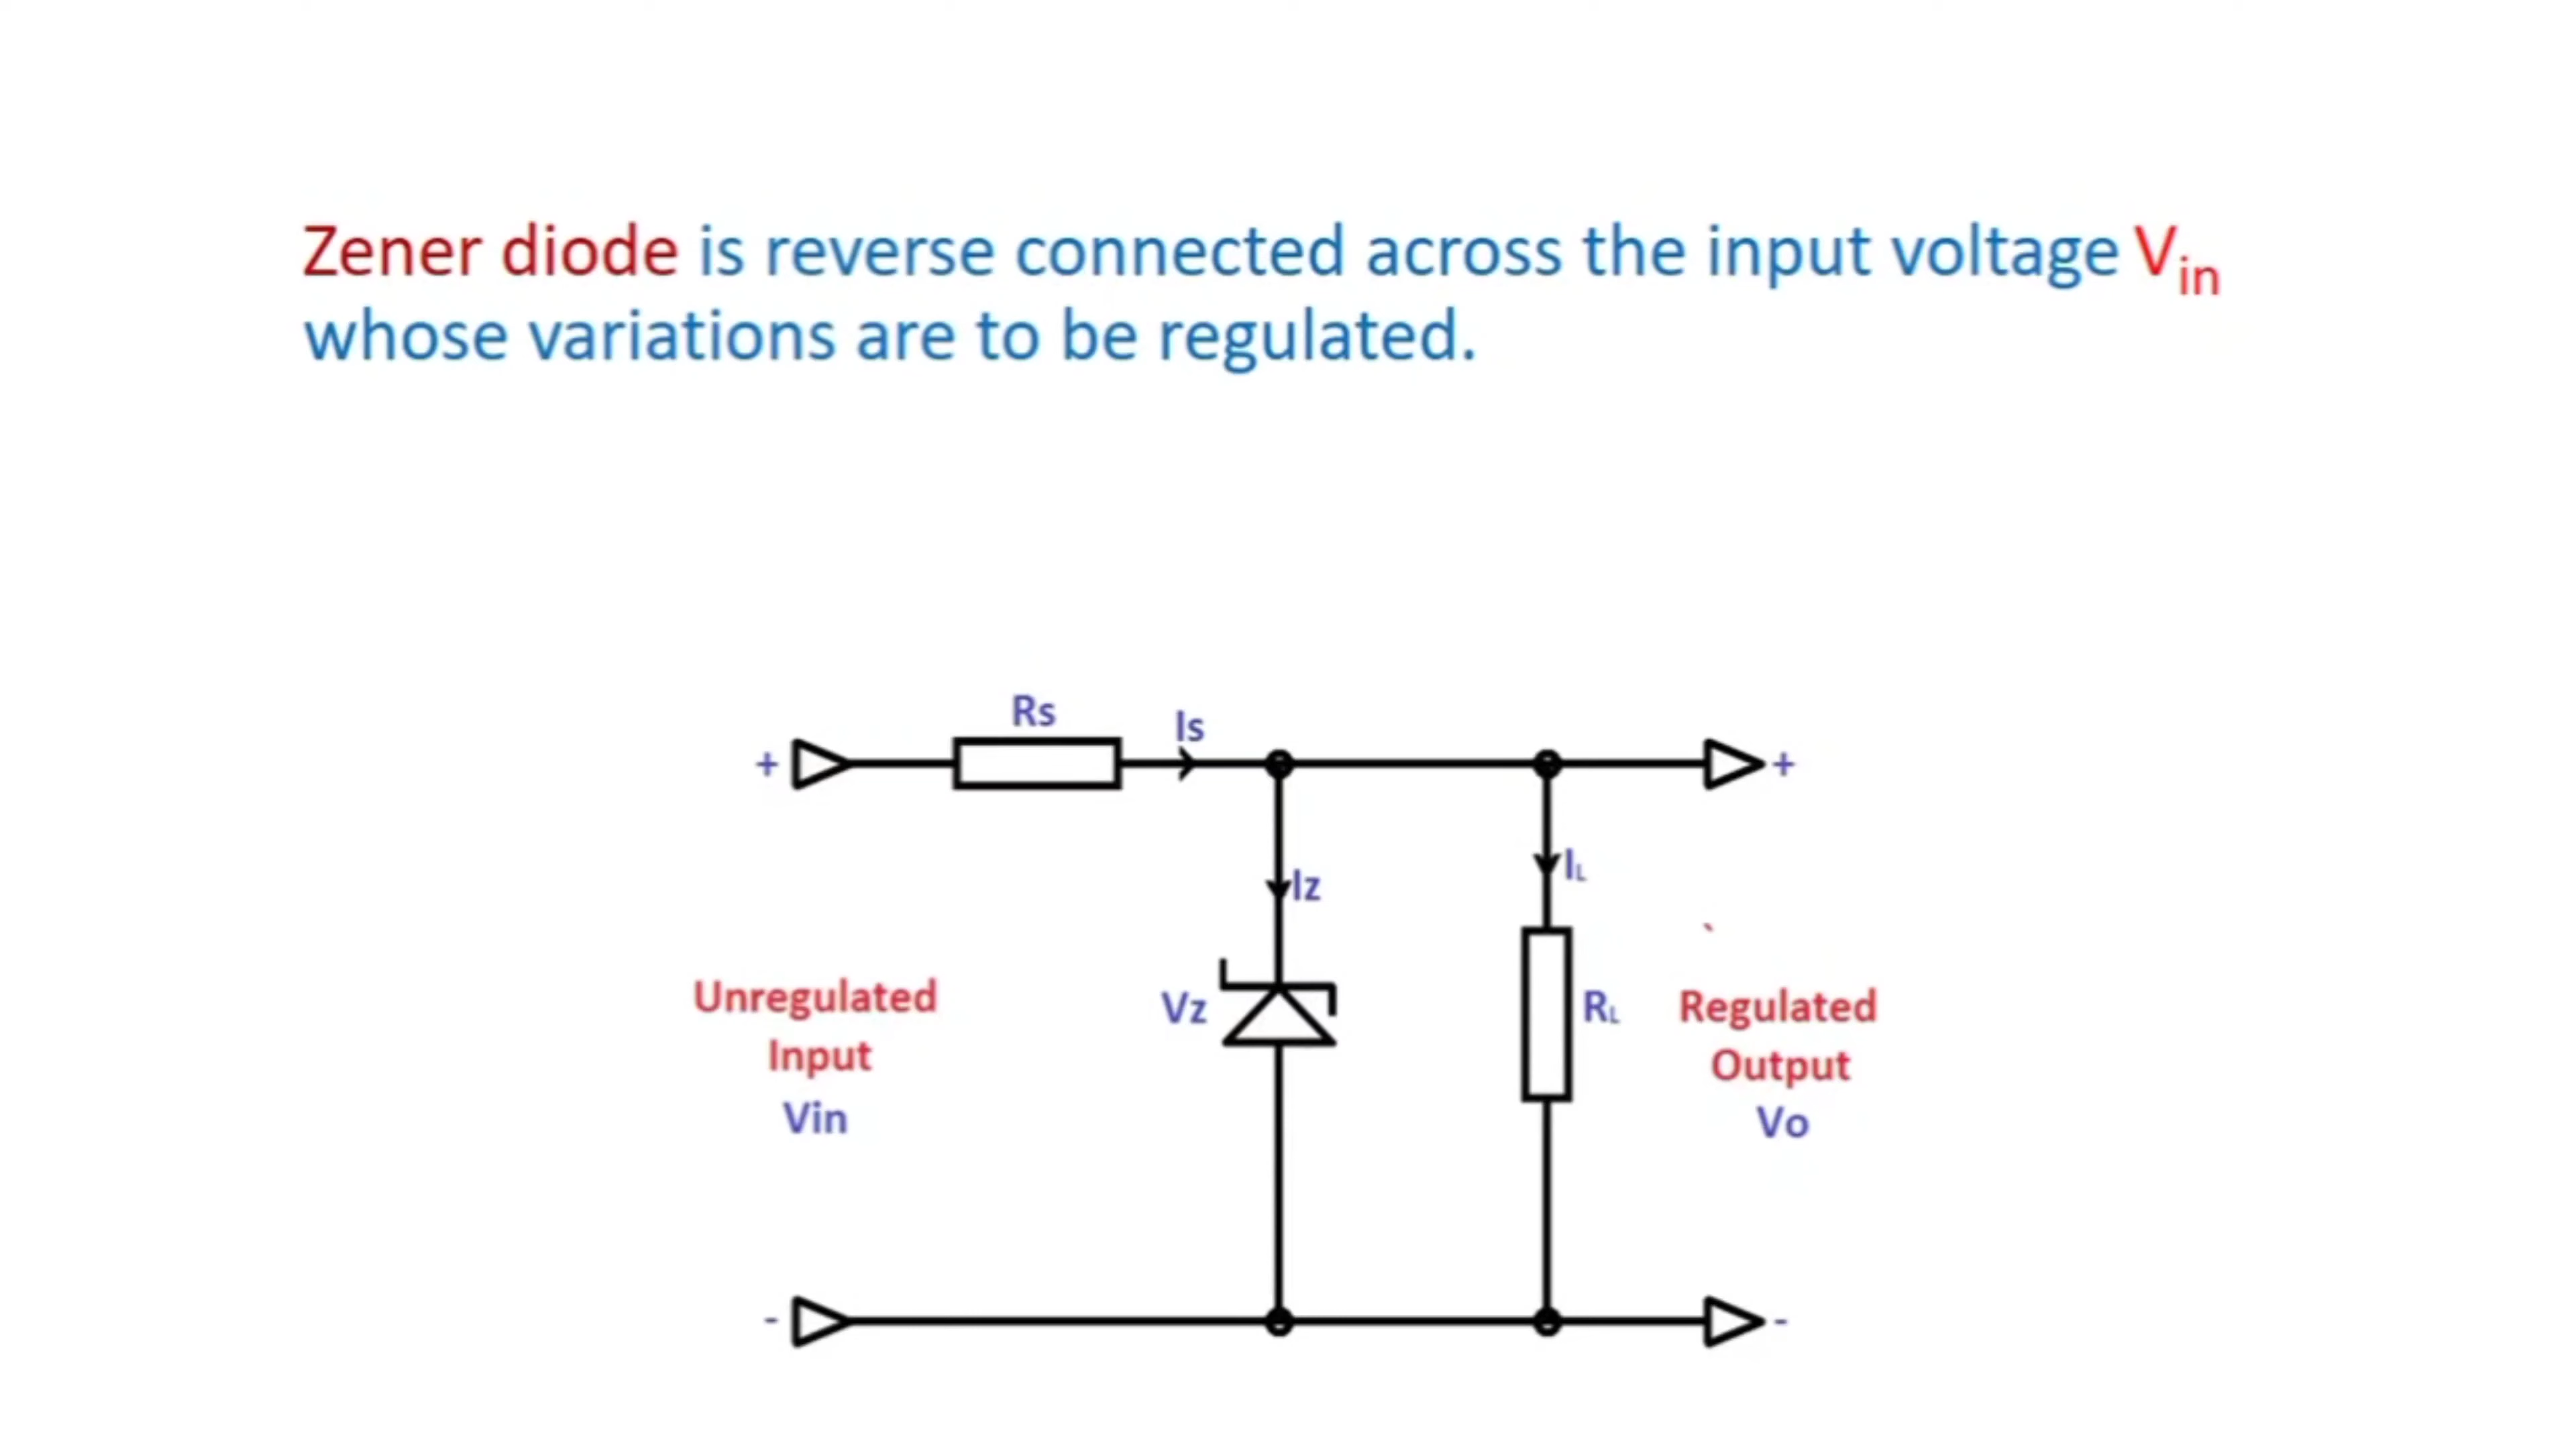 Zener diode is reverse connected across the input voltage Vin
whose variations are to be regulated.
Rs
Is
+
+
Iz
IL
Vz
RL
Unregulated
Input
Vin
Regulated
Output
Vo
-
-